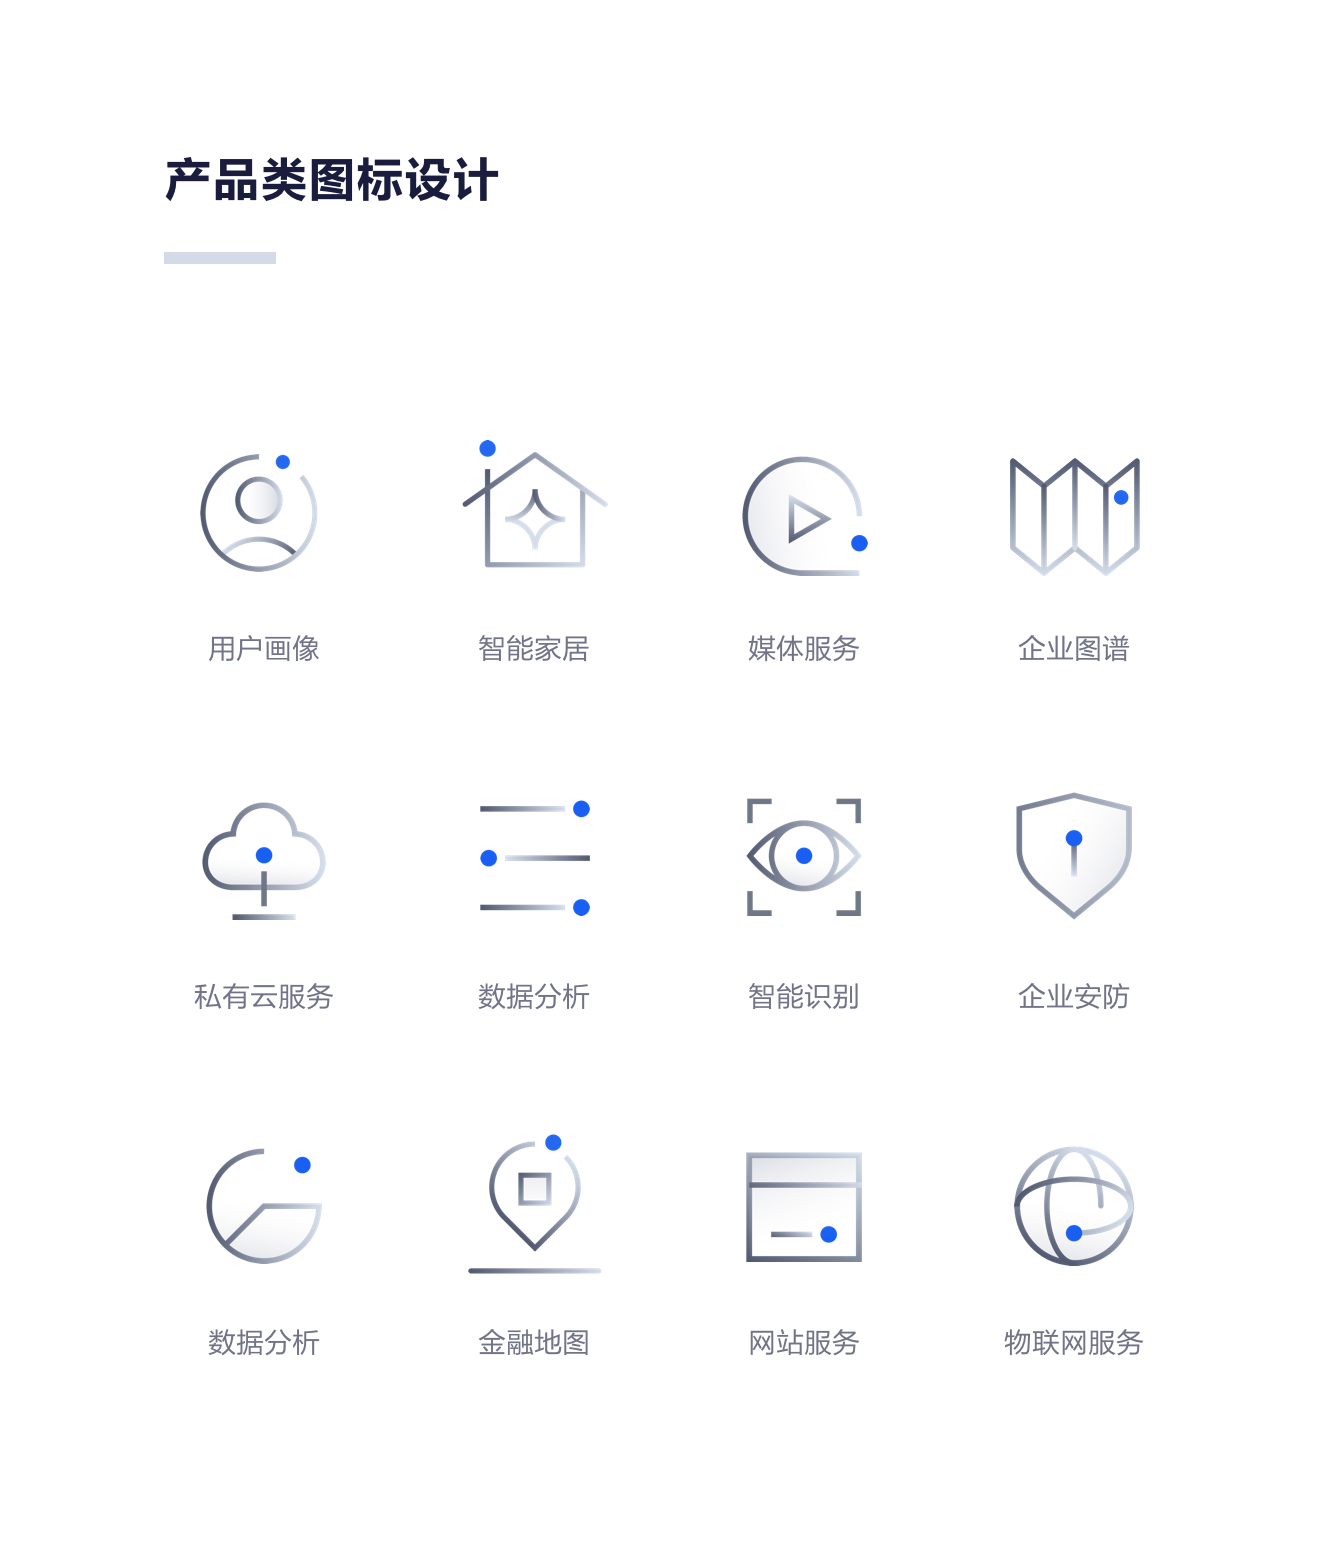 产品类图标设计
用户画像
智能家居
媒体服务
企业图谱
私有云服务
数据分析
智能识别
企业安防
数据分析
金融地图
网站服务
物联网服务